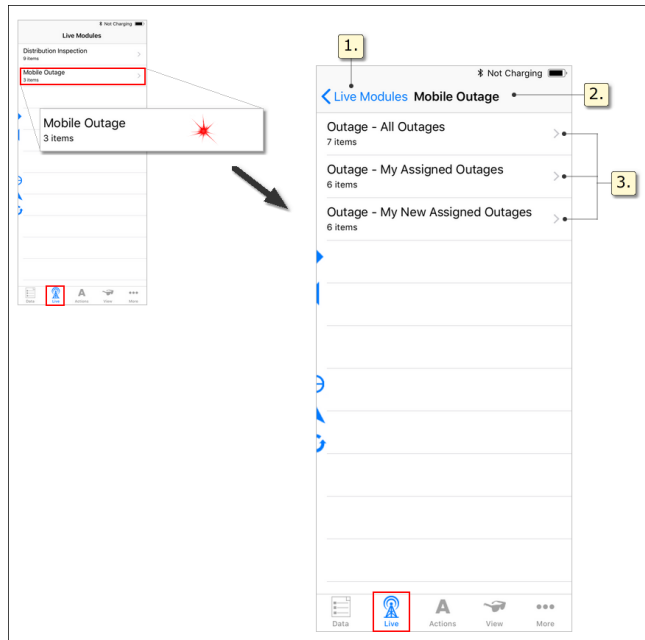 Not Charging
Live Modules
Distribution Inspection
9 items
Mobile Outage
3 items
Mobile Outage
3 items
Data Live Actions View More
1.
Not Charging
Live Modules Mobile Outage
2.
Outage - All Outages
7 items
Outage - My Assigned Outages
6 items
3.
Outage - My New Assigned Outages
6 items
Data Live Actions View More